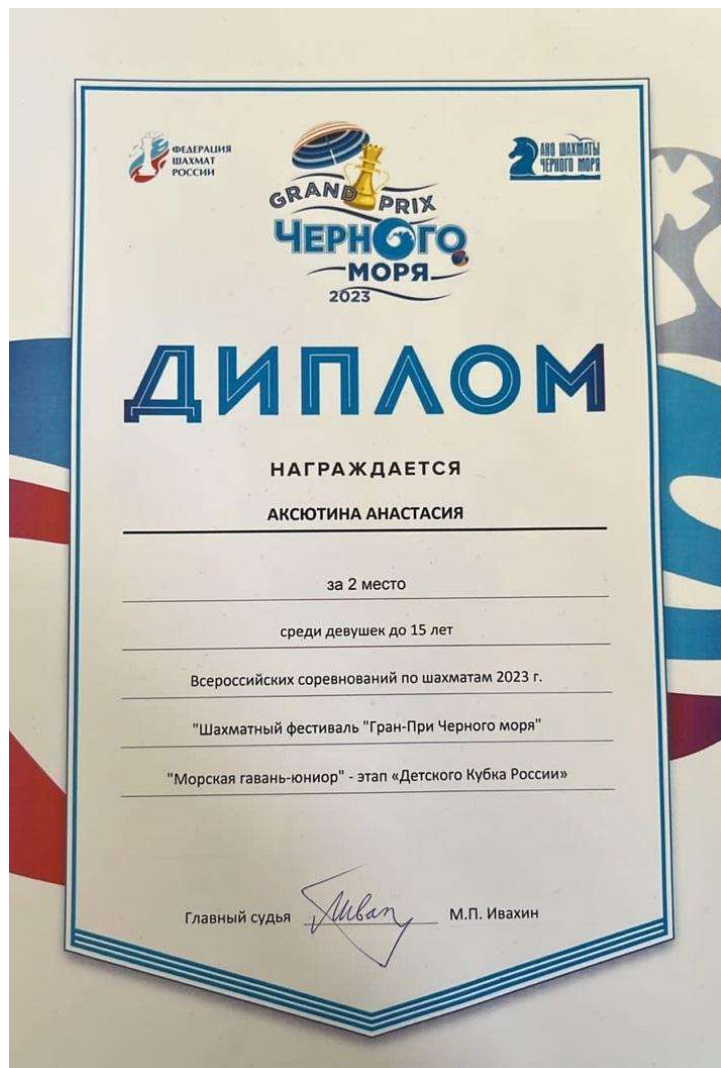 ФЕДЕРАЦИЯ
ШАХМАТ
РОССИИ
АНО ШАХМАТЫ
ЧЕРНОГО МОРЯ
GRAND PRIX
ЧЕРНОГО
МОРЯ
2023
ДИПЛОМ
НАГРАЖДАЕТСЯ
АКСЮТИНА АНАСТАСИЯ
за 2 место
среди девушек до 15 лет
Всероссийских соревнований по шахматам 2023 г.
"Шахматный фестиваль "Гран-При Черного моря"
"Морская гавань-юниор" - этап «Детского Кубка России»
Главный судья М.П. Ивахин